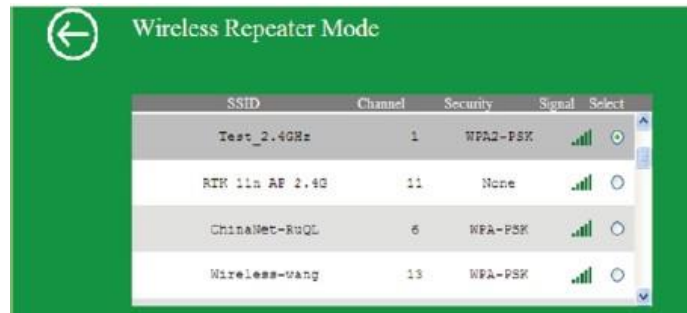 Wireless Repeater Mode
SSID Channel Security Signal Select
Test_2.4GHz 1 WPA2-PSK
RTK 11n AP 2.4G 11 None
ChinaNet-RuQL 6 WPA-PSK
Wireless-wang 13 WPA-PSK